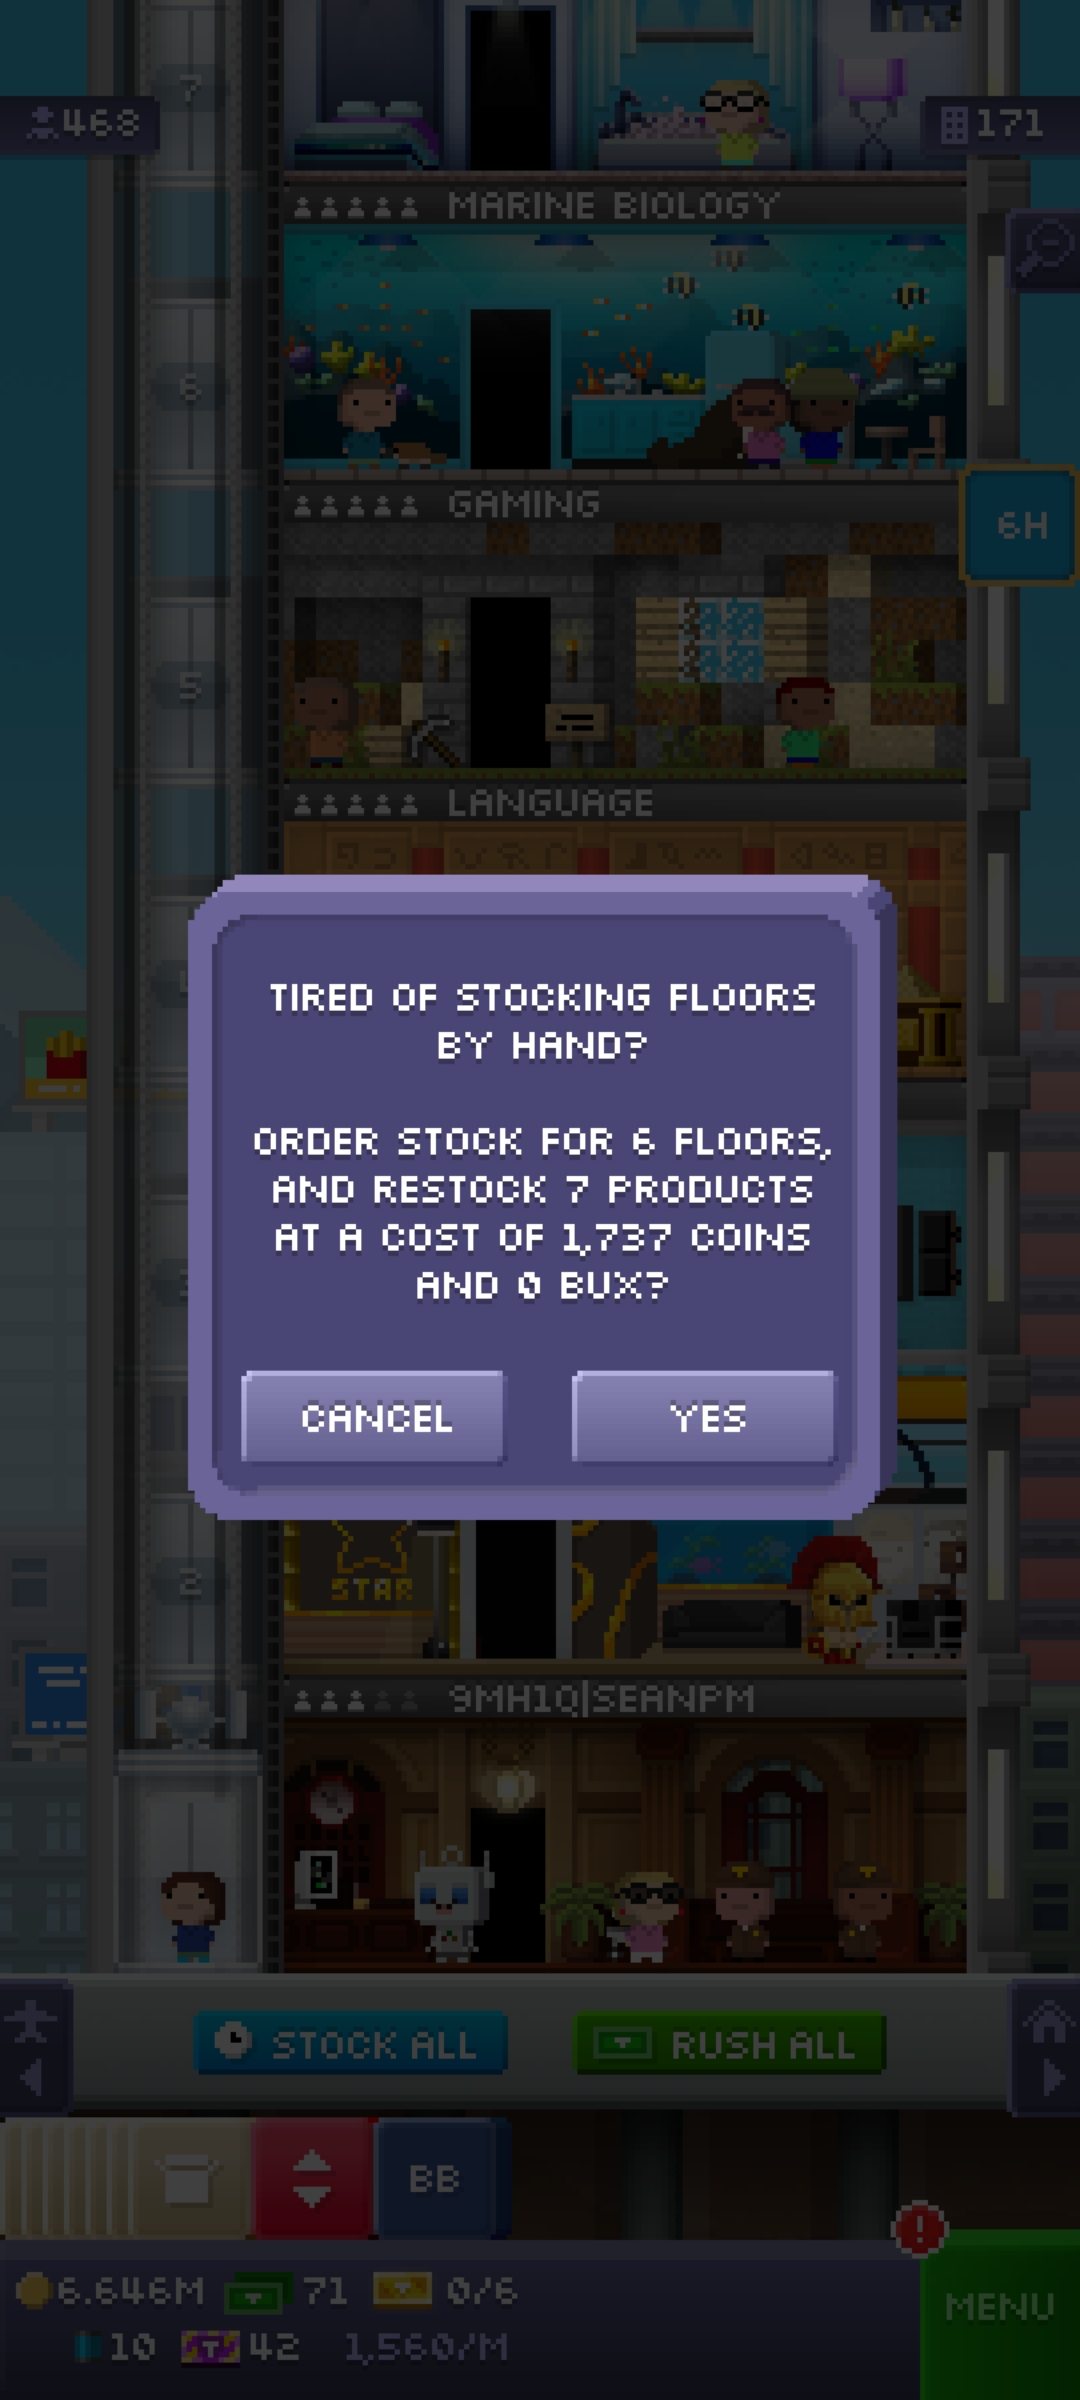 7
468
171
MARINE BIOLOGY
6
GAMING
6H
5
LANGUAGE
TIRED OF STOCKING FLOORS
BY HAND?
ORDER STOCK FOR 6 FLOORS,
AND RESTOCK 7 PRODUCTS
AT A COST OF 1,737 COINS
AND 0 BUX?
CANCEL
YES
STAR
2
9MH1Q|SEANPM
STOCK ALL
RUSH ALL
BB
6.646M
71
0/6
MENU
10
42
1,560/M